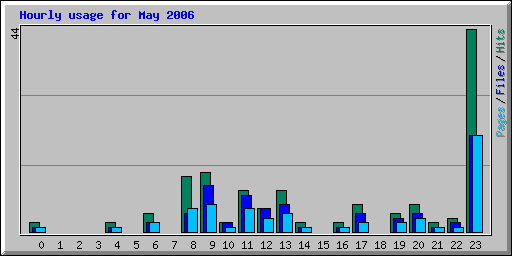 Hourly usage for May 2006
44
Pages / Files / Hits
0 1 2 3 4 5 6 7 8 9 10 11 12 13 14 15 16 17 18 19 20 21 22 23